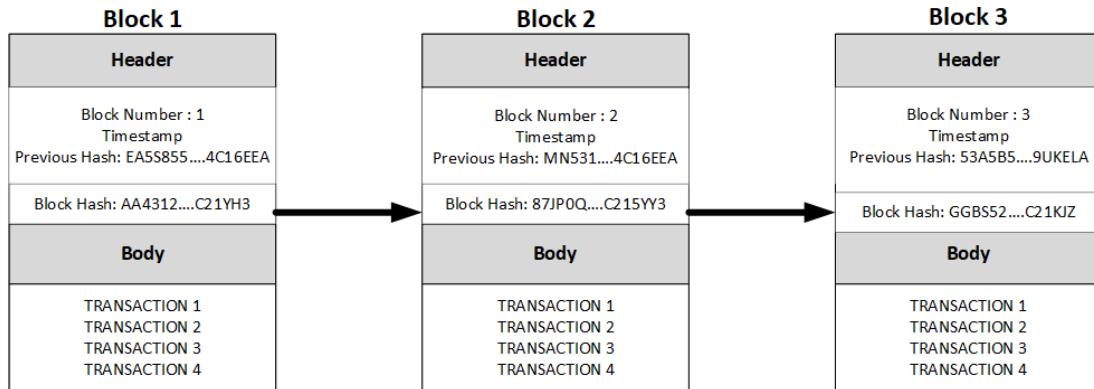 Block 1
Header
Block Number : 1
Timestamp
Previous Hash: EA5S855....4C16EEA
Block Hash: AA4312....C21YH3
Body
TRANSACTION 1
TRANSACTION 2
TRANSACTION 3
TRANSACTION 4
Block 2
Header
Block Number : 2
Timestamp
Previous Hash: MN531....4C16EEA
Block Hash: 87JP0Q....C215YY3
Body
TRANSACTION 1
TRANSACTION 2
TRANSACTION 3
TRANSACTION 4
Block 3
Header
Block Number : 3
Timestamp
Previous Hash: 53A5B5....9UKELA
Block Hash: GGBS52....C21KJZ
Body
TRANSACTION 1
TRANSACTION 2
TRANSACTION 3
TRANSACTION 4